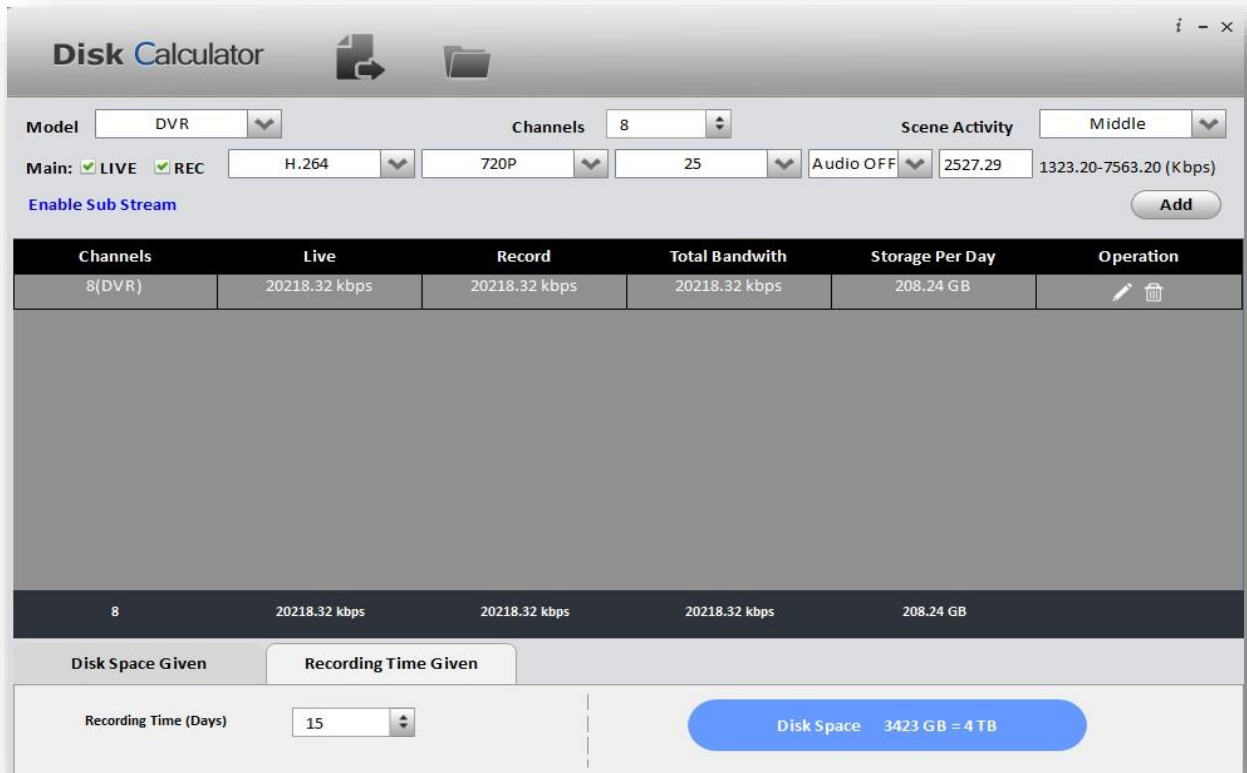 i - x
Disk Calculator
Model DVR Channels 8 Scene Activity Middle
Main: LIVE REC H.264 720P 25 Audio OFF 2527.29 1323.20-7563.20 (Kbps)
Enable Sub Stream Add
Channels Live Record Total Bandwith Storage Per Day Operation
8(DVR) 20218.32 kbps 20218.32 kbps 20218.32 kbps 208.24 GB
8 20218.32 kbps 20218.32 kbps 20218.32 kbps 208.24 GB
Disk Space Given Recording Time Given
Recording Time (Days) 15 Disk Space 3423 GB = 4 TB